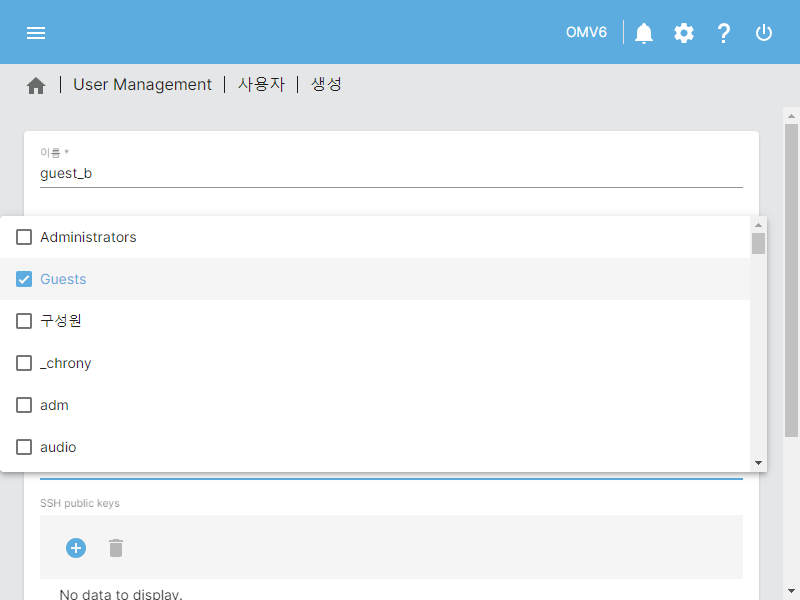 OMV6
User Management | 사용자 | 생성
이름 *
guest_b
Administrators
Guests
구성원
_chrony
adm
audio
SSH public keys
No data to display.